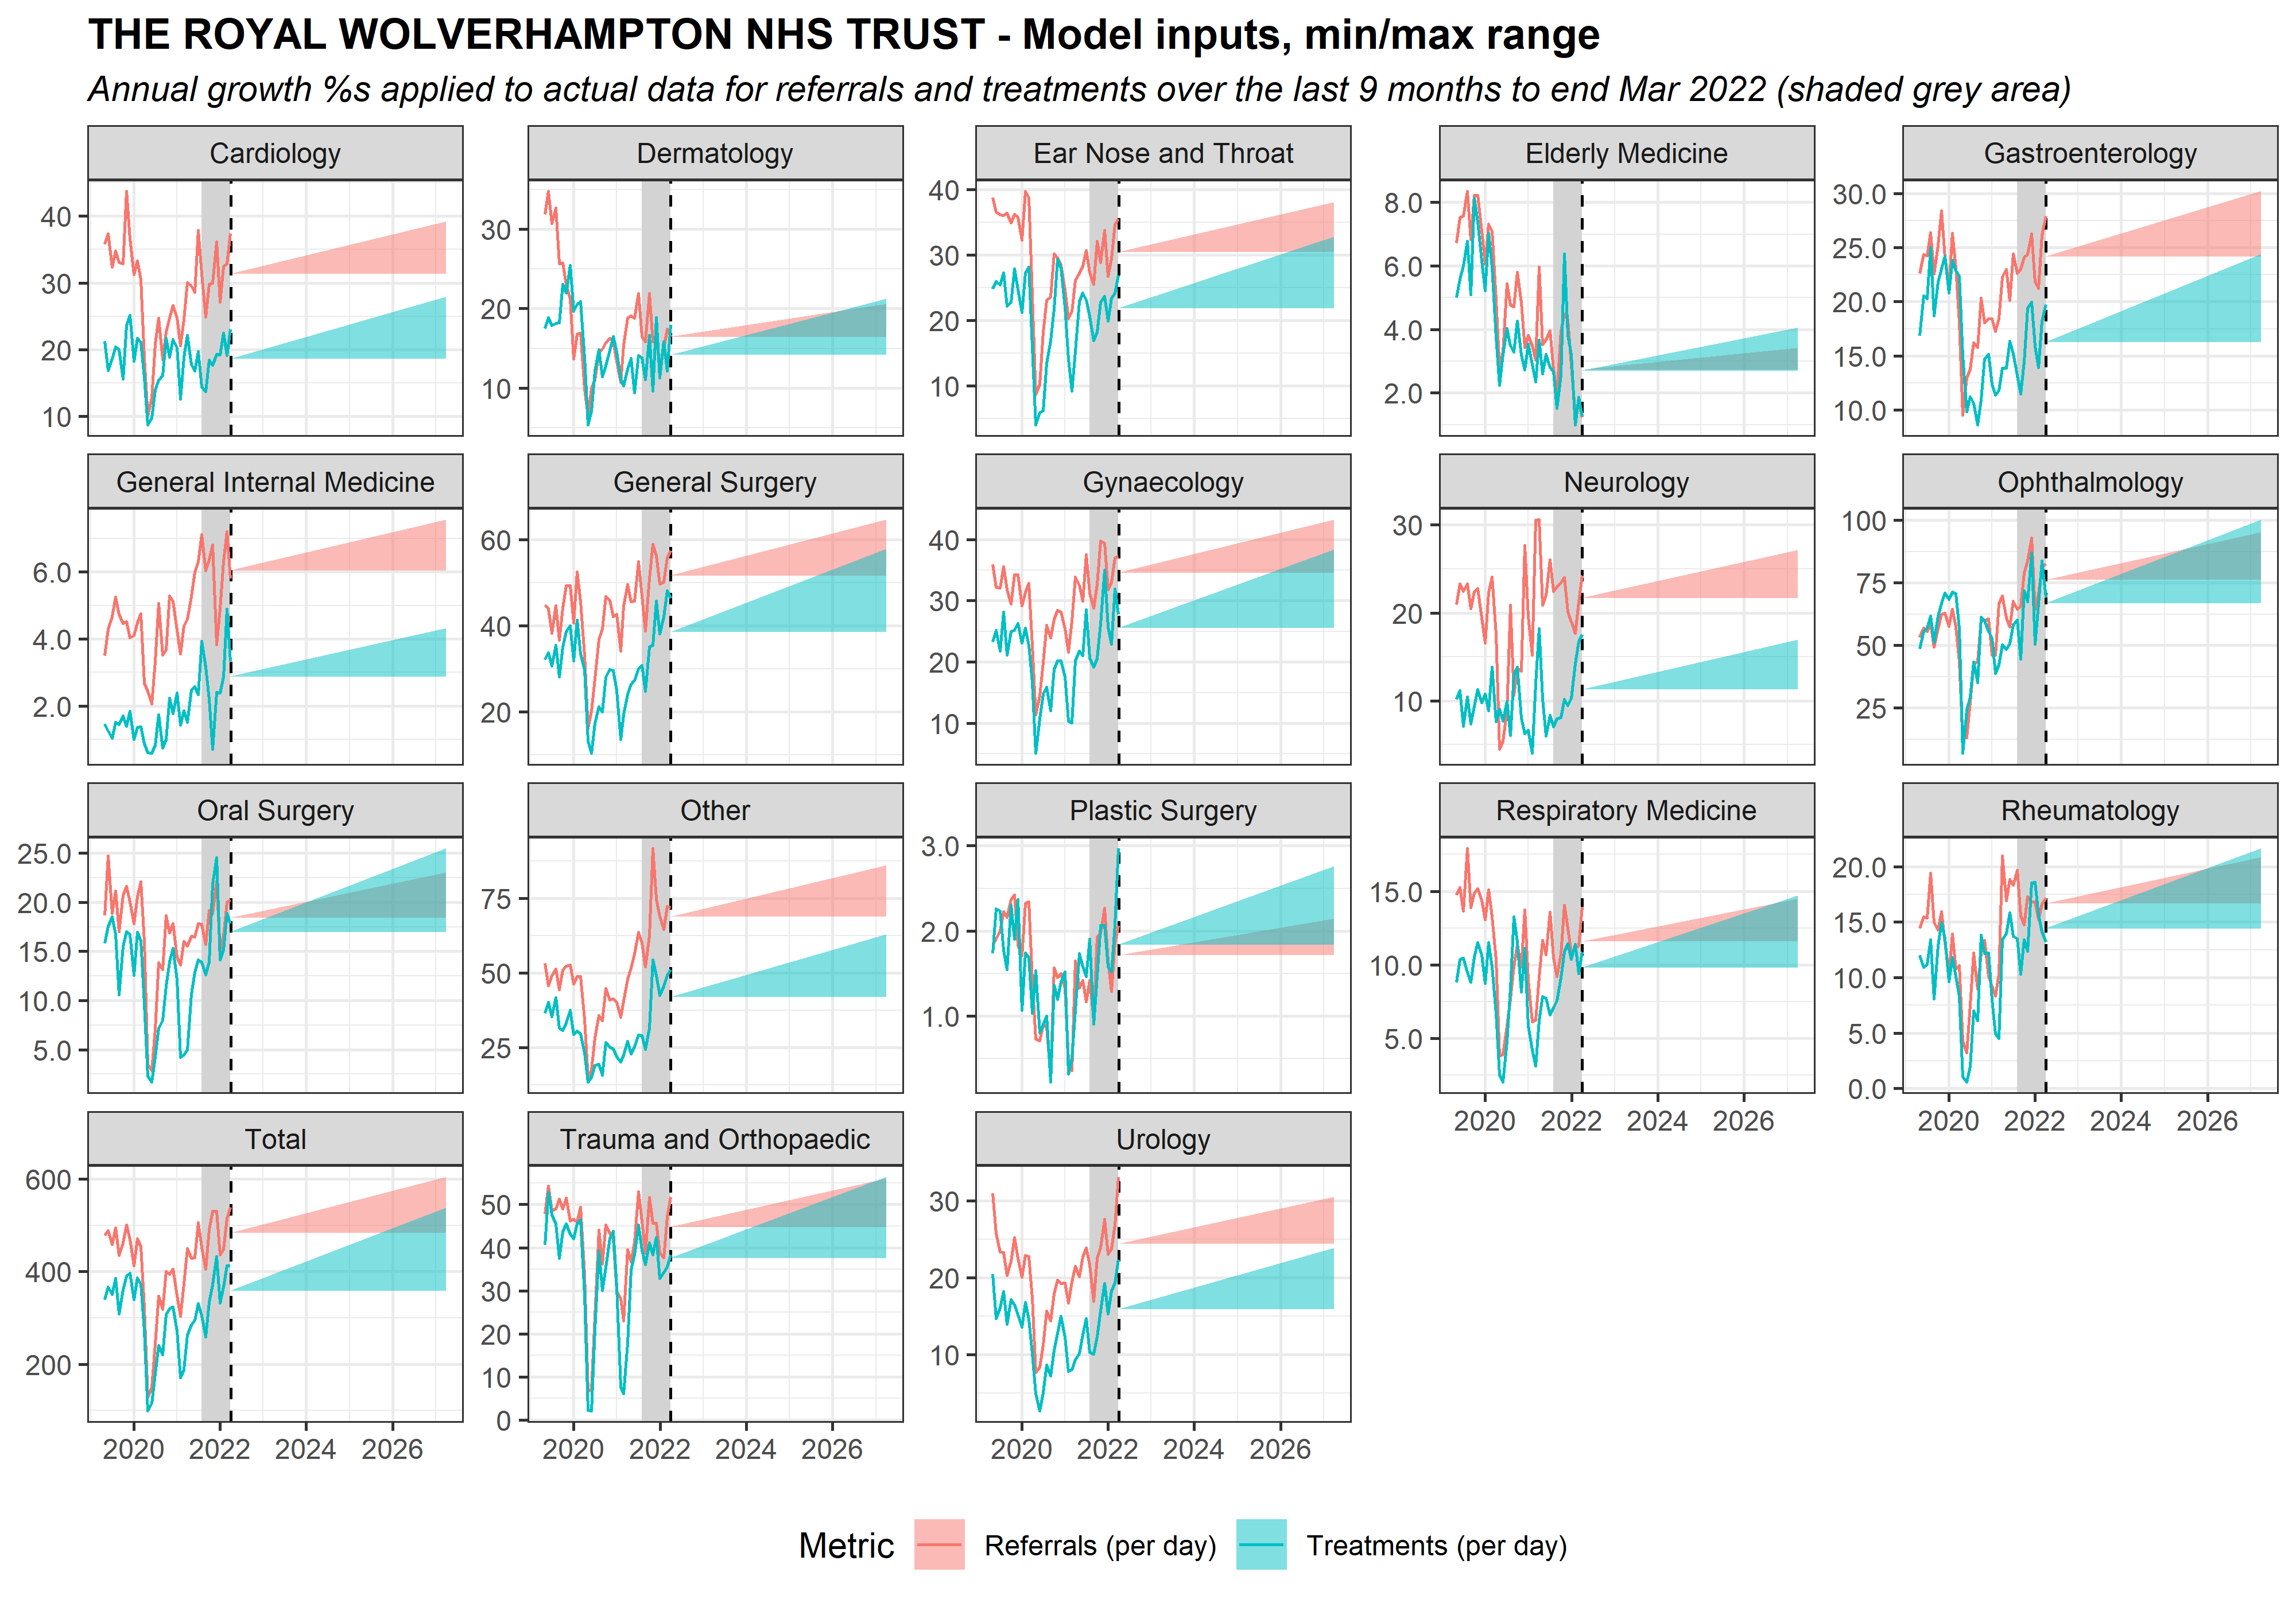 THE ROYAL WOLVERHAMPTON NHS TRUST - Model inputs, min/max range
Annual growth %s applied to actual data for referrals and treatments over the last 9 months to end Mar 2022 (shaded grey area)
Cardiology
40
30
20
10
Dermatology
30
20
10
Ear Nose and Throat
40
30
20
10
Elderly Medicine
8.0
6.0
4.0
2.0
Gastroenterology
30.0
25.0
20.0
15.0
10.0
General Internal Medicine
6.0
4.0
2.0
General Surgery
60
40
20
Gynaecology
40
30
20
10
Neurology
30
20
10
Ophthalmology
100
75
50
25
Oral Surgery
25.0
20.0
15.0
10.0
5.0
Other
75
50
25
Plastic Surgery
3.0
2.0
1.0
Respiratory Medicine
15.0
10.0
5.0
2020 2022 2024 2026
Rheumatology
20.0
15.0
10.0
5.0
0.0
2020 2022 2024 2026
Total
600
400
200
2020 2022 2024 2026
Trauma and Orthopaedic
50
40
30
20
10
0
2020 2022 2024 2026
Urology
30
20
10
2020 2022 2024 2026
Metric Referrals (per day) Treatments (per day)